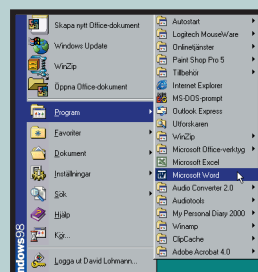 Skapa nytt Office-dokument
Windows Update
WinZip
Öppna Office-dokument
Program
Favoriter
Dokument
Inställningar
Sök
Hjälp
Kör...
Logga ut David Lohmann...
Autostart
Logitech MouseWare
Onlinetjänster
Paint Shop Pro 5
Tillbehör
Internet Explorer
MS-DOS-prompt
Outlook Express
Utforskaren
WinZip
Microsoft Office-verktyg
Microsoft Excel
Microsoft Word
Audio Converter 2.0
Audiotools
My Personal Diary 2000
Winamp
ClipCache
Adobe Acrobat 4.0
ndows98